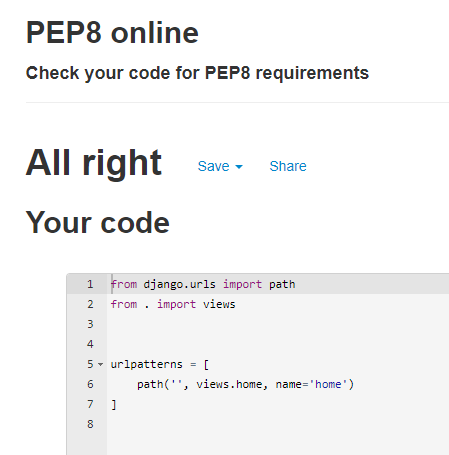 PEP8 online
Check your code for PEP8 requirements
All right Save Share
Your code
1 from django.urls import path
2 from . import views
3
4
5 urlpatterns = [
6     path('', views.home, name='home')
7 ]
8